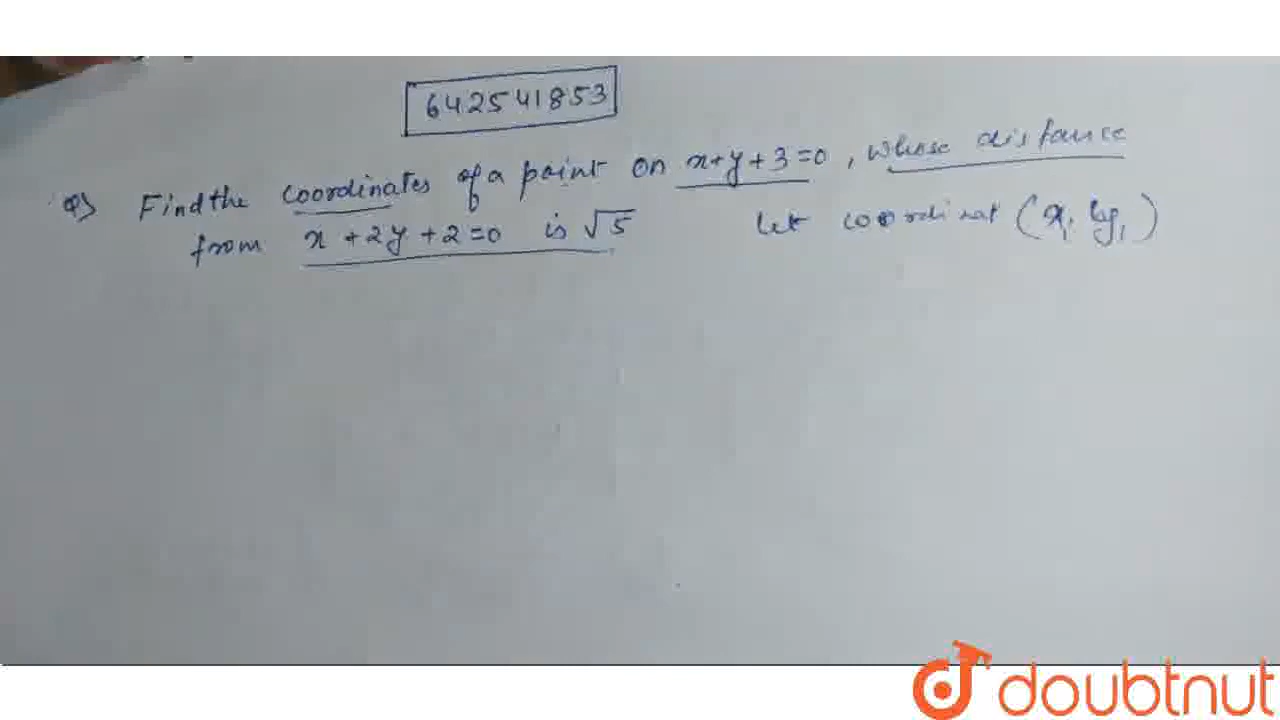 642541853
Q) Find the coordinates of a point on x+y+3=0, whose distance
from x+2y+2=0 is √5 let coordinat (x₁ y₁)
doubtnut